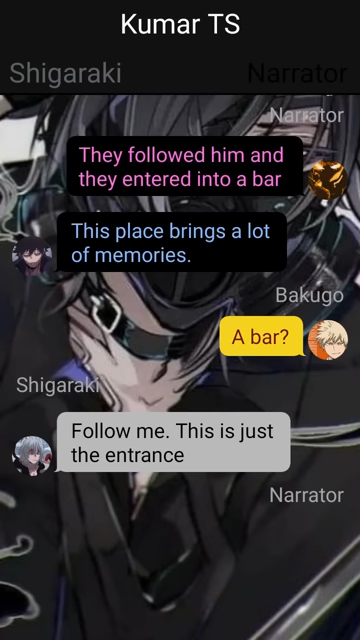 Kumar TS
Shigaraki
Narrator
Narrator
They followed him and
they entered into a bar
This place brings a lot
of memories.
Bakugo
A bar?
Shigaraki
Follow me. This is just
the entrance
Narrator